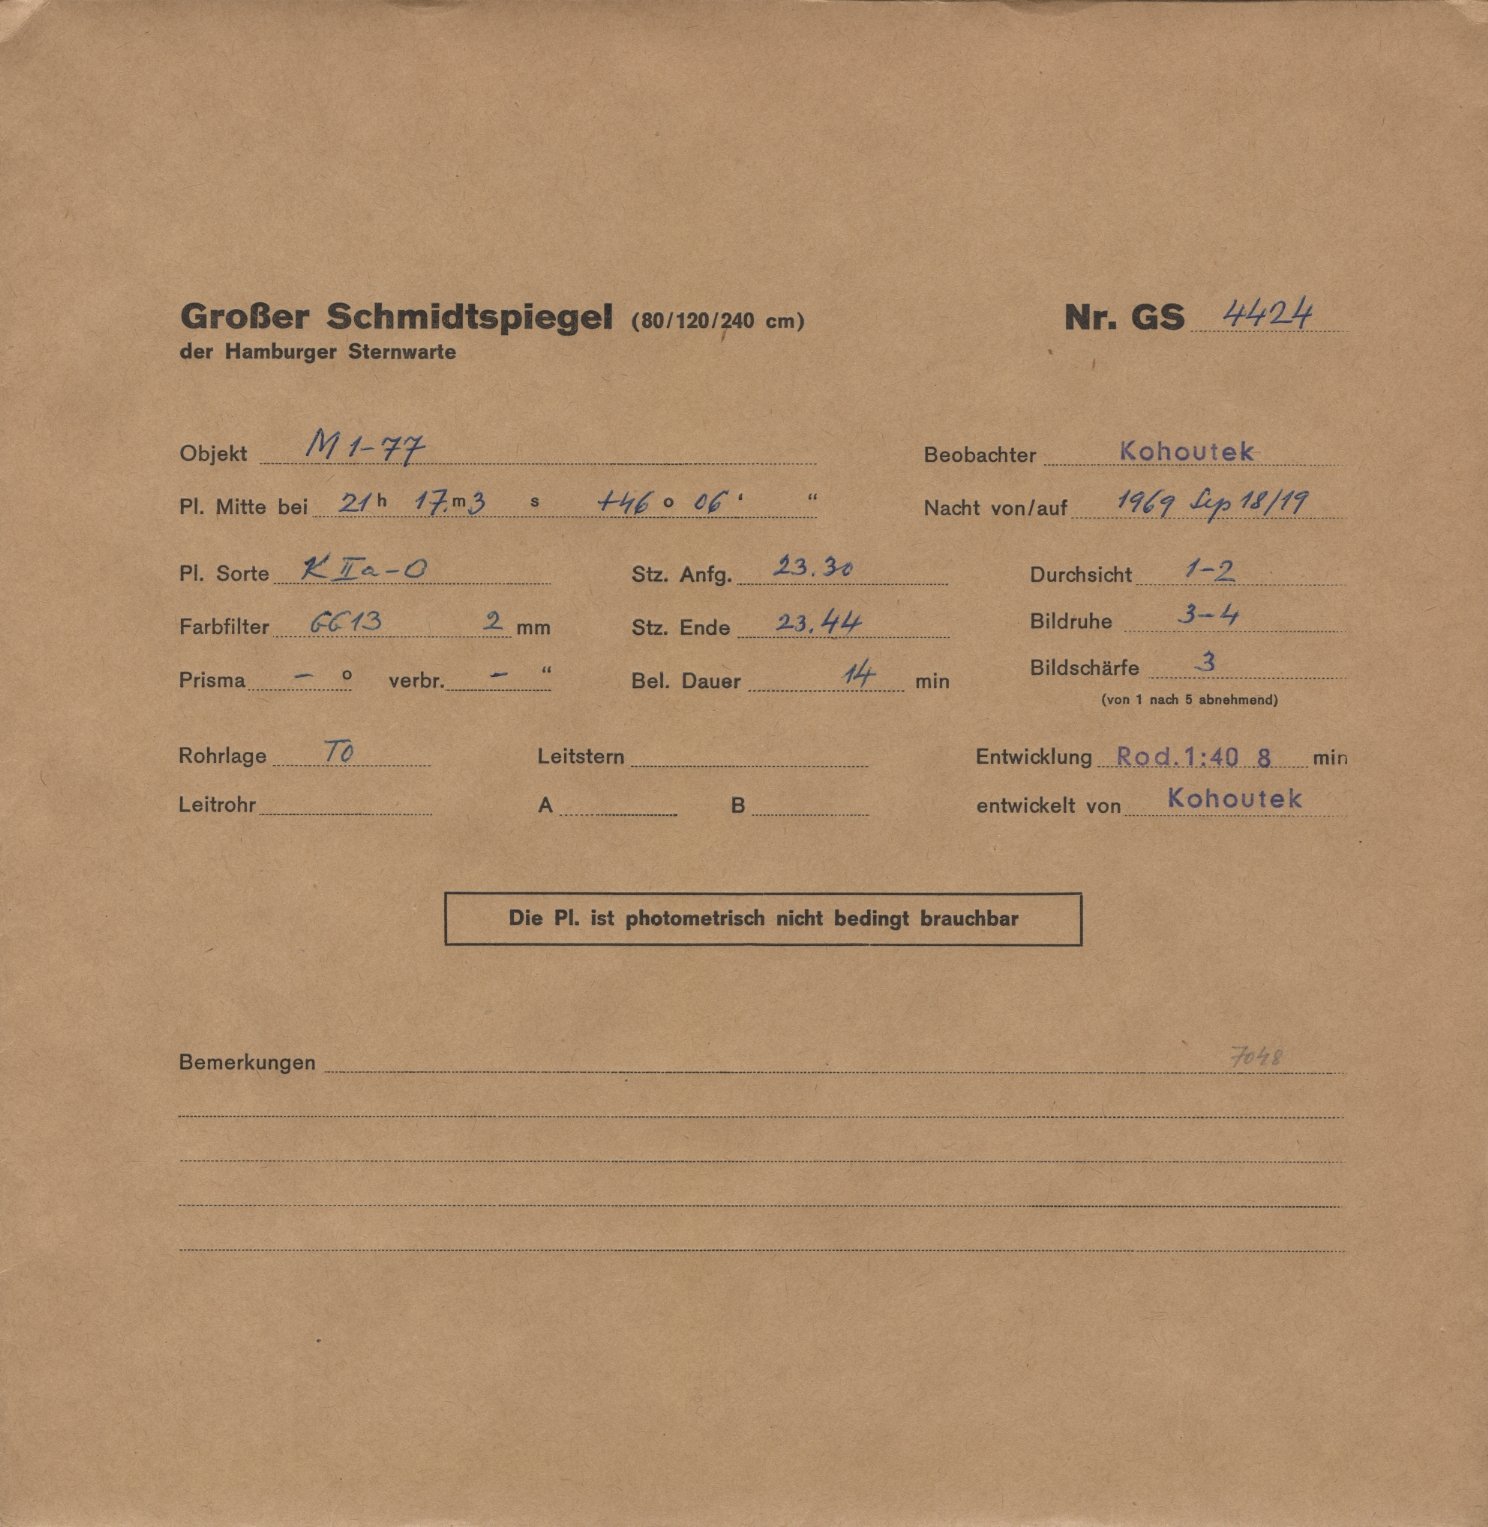 Großer Schmidtspiegel (80/120/240 cm) Nr. GS 4424
der Hamburger Sternwarte
Objekt M 1-77 Beobachter Kohoutek
Pl. Mitte bei 21 h 17. m 3 s +46 o 06 ‘ “ Nacht von/auf 1969 Sep 18/19
Pl. Sorte K IIa-O Stz. Anfg. 23.30 Durchsicht 1-2
Farbfilter GG13 2 mm Stz. Ende 23.44 Bildruhe 3-4
Prisma - o verbr. - “ Bel. Dauer 14 min Bildschärfe 3
(von 1 nach 5 abnehmend)
Rohrlage TO Leitstern Entwicklung Rod.1:40 8 min
Leitrohr A B entwickelt von Kohoutek
Die Pl. ist photometrisch nicht bedingt brauchbar
Bemerkungen 7048